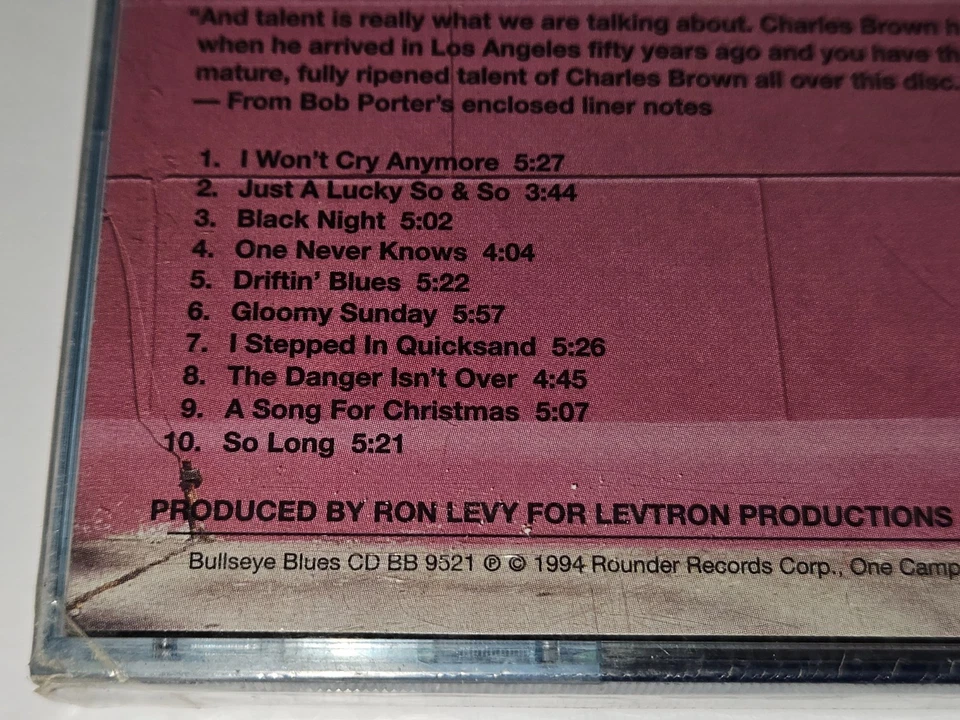 "And talent is really what we are talking about. Charles Brown h
when he arrived in Los Angeles fifty years ago and you have th
mature, fully ripened talent of Charles Brown all over this disc.
— From Bob Porter's enclosed liner notes
1. I Won't Cry Anymore 5:27
2. Just A Lucky So & So 3:44
3. Black Night 5:02
4. One Never Knows 4:04
5. Driftin' Blues 5:22
6. Gloomy Sunday 5:57
7. I Stepped In Quicksand 5:26
8. The Danger Isn't Over 4:45
9. A Song For Christmas 5:07
10. So Long 5:21
PRODUCED BY RON LEVY FOR LEVTRON PRODUCTIONS
Bullseye Blues CD BB 9521 ℗ © 1994 Rounder Records Corp., One Camp